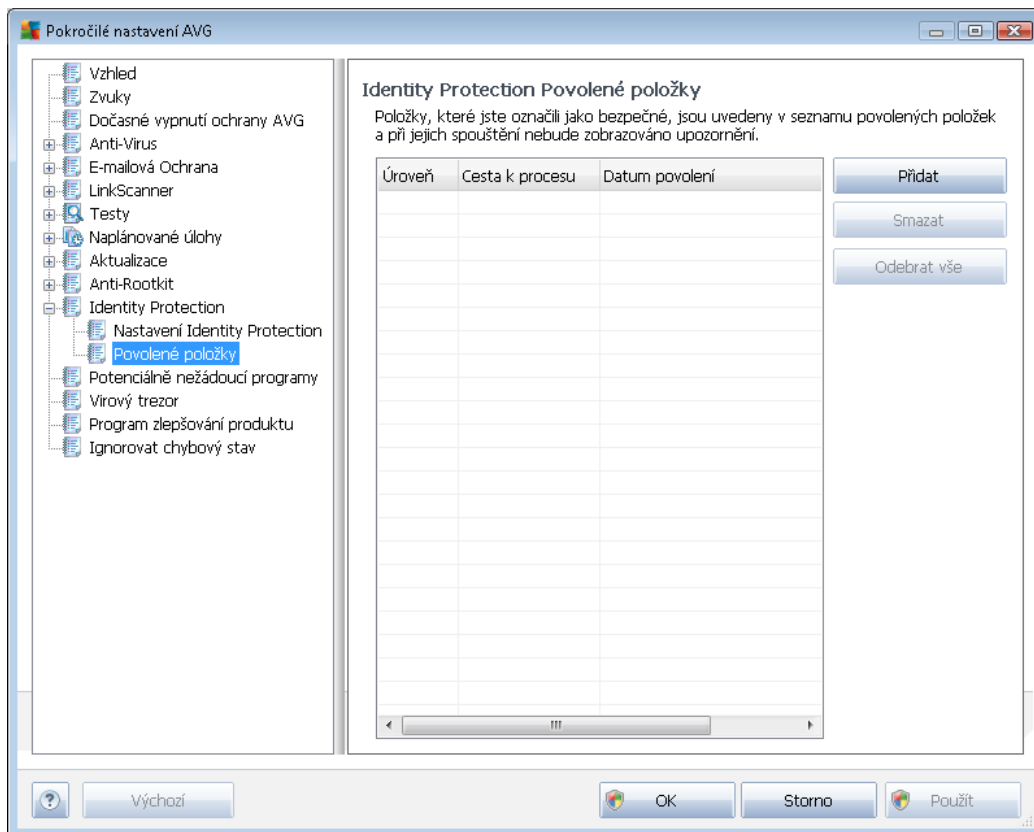 Pokročilé nastavení AVG
Vzhled
Zvuky
Dočasné vypnutí ochrany AVG
Anti-Virus
E-mailová Ochrana
LinkScanner
Testy
Naplánované úlohy
Aktualizace
Anti-Rootkit
Identity Protection
Nastavení Identity Protection
Povolené položky
Potenciálně nežádoucí programy
Virový trezor
Program zlepšování produktu
Ignorovat chybový stav
Identity Protection Povolené položky
Položky, které jste označili jako bezpečné, jsou uvedeny v seznamu povolených položek
a při jejich spouštění nebude zobrazováno upozornění.
Úroveň Cesta k procesu Datum povolení
Přidat
Smazat
Odebrat vše
? Výchozí OK Storno Použít